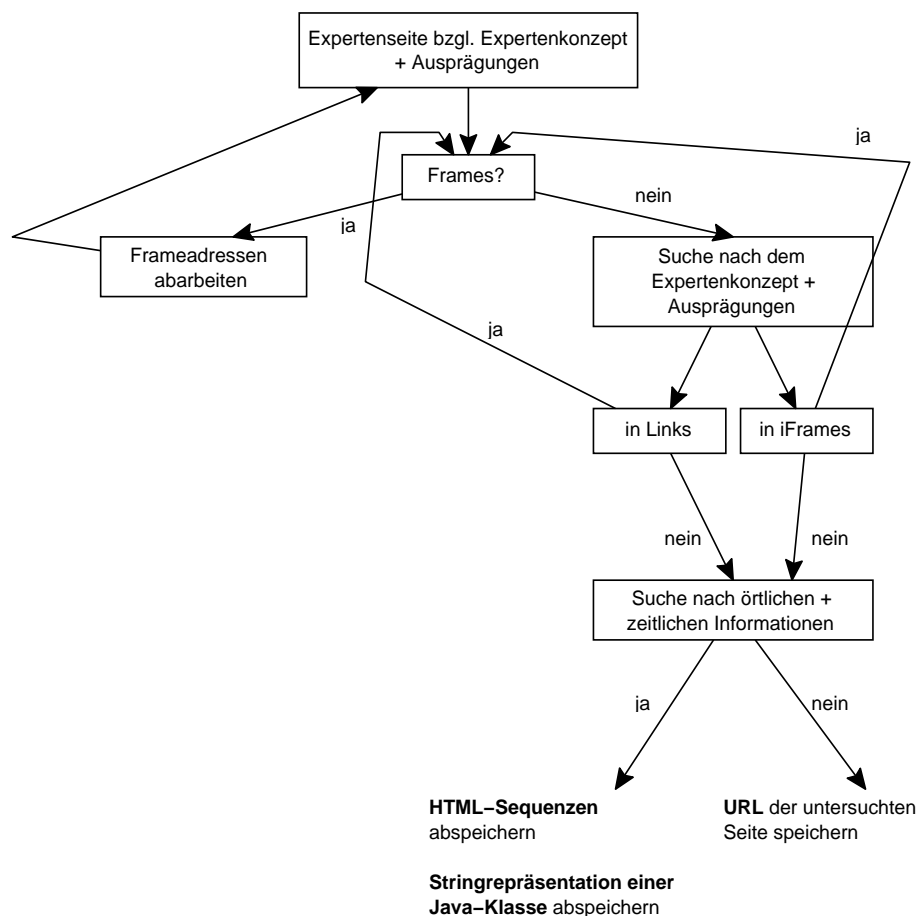 Expertenseite bzgl. Expertenkonzept
+ Ausprägungen
ja
Frames?
nein
ja
Frameadressen
abarbeiten
Suche nach dem
Expertenkonzept +
Ausprägungen
ja
in Links
in iFrames
nein
nein
Suche nach örtlichen +
zeitlichen Informationen
ja
nein
HTML−Sequenzen
abspeichern
URL der untersuchten
Seite speichern
Stringrepräsentation einer
Java−Klasse abspeichern